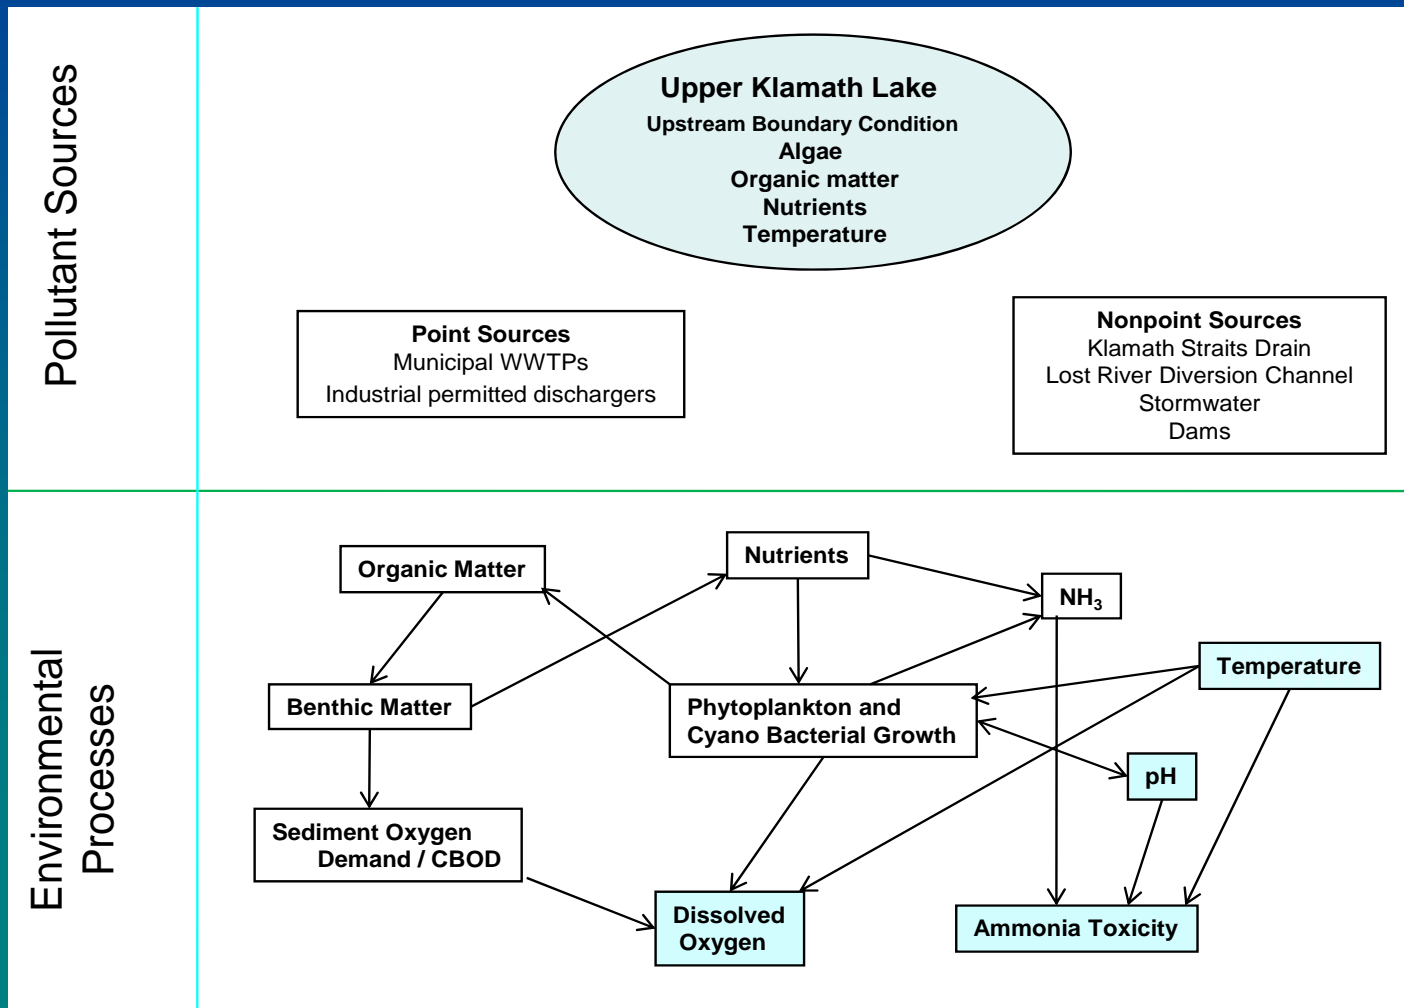 Pollutant Sources
Upper Klamath Lake
Upstream Boundary Condition
Algae
Organic matter
Nutrients
Temperature
Point Sources
Municipal WWTPs
Industrial permitted dischargers
Nonpoint Sources
Klamath Straits Drain
Lost River Diversion Channel
Stormwater
Dams
Environmental
Processes
Organic Matter
Nutrients
NH₃
Temperature
Benthic Matter
Phytoplankton and
Cyano Bacterial Growth
pH
Sediment Oxygen
Demand / CBOD
Dissolved
Oxygen
Ammonia Toxicity